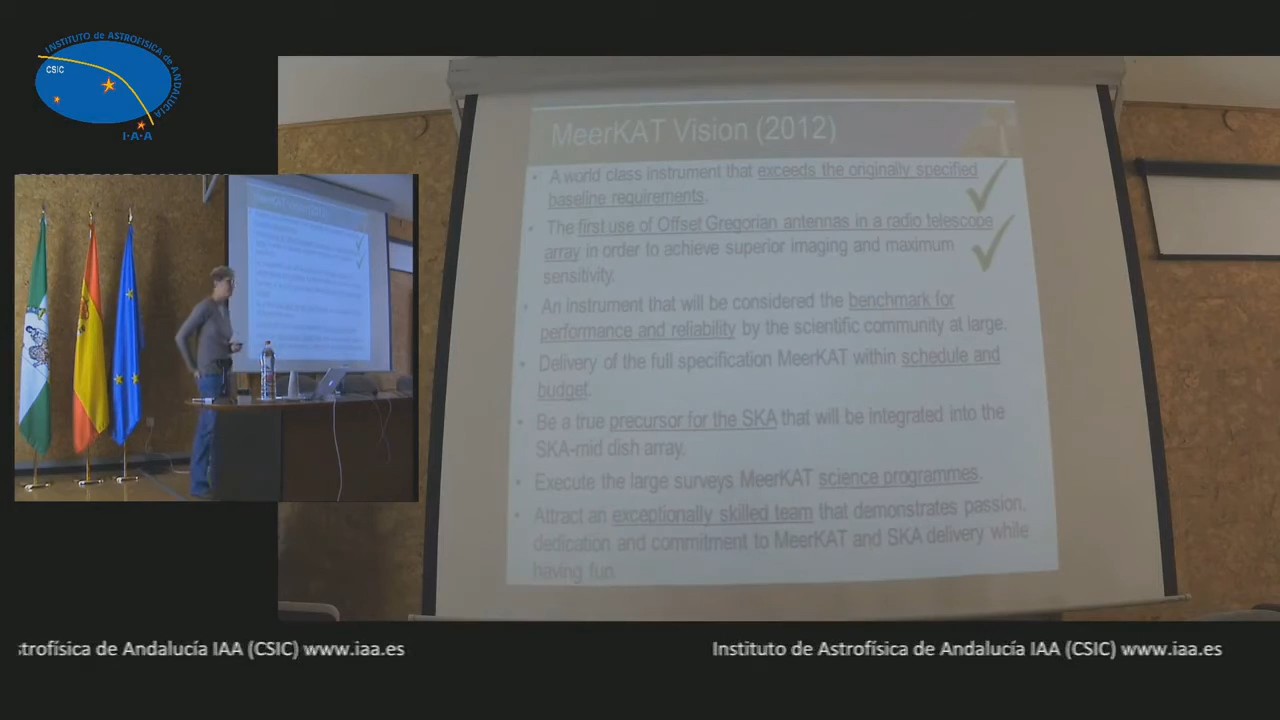 INSTITUTO de ASTROFÍSICA de ANDALUCÍA
CSIC
I·A·A
MeerKAT Vision (2012)
• A world class instrument that exceeds the originally specified
baseline requirements.
• The first use of Offset Gregorian antennas in a radio telescope
array in order to achieve superior imaging and maximum
sensitivity.
• An instrument that will be considered the benchmark for
performance and reliability by the scientific community at large.
• Delivery of the full specification MeerKAT within schedule and
budget.
• Be a true precursor for the SKA that will be integrated into the
SKA-mid dish array.
• Execute the large surveys MeerKAT science programmes.
• Attract an exceptionally skilled team that demonstrates passion,
dedication and commitment to MeerKAT and SKA delivery while
having fun.
strofísica de Andalucía IAA (CSIC) www.iaa.es
Instituto de Astrofísica de Andalucía IAA (CSIC) www.iaa.es